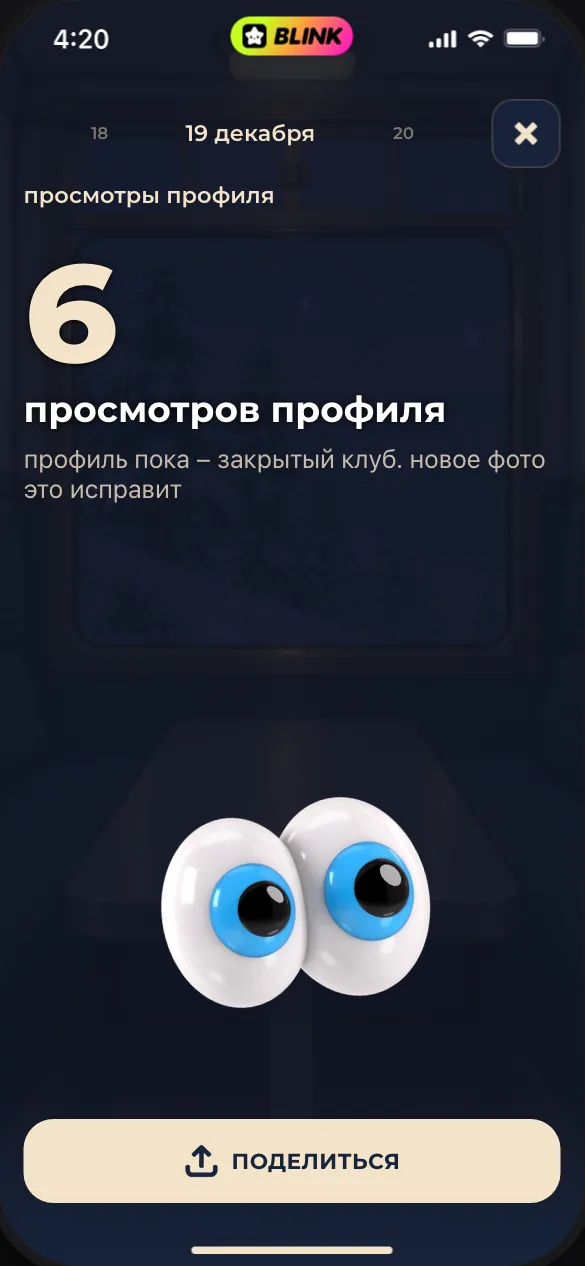 4:20
BLINK
18
19 декабря
20
просмотры профиля
6
просмотров профиля
профиль пока – закрытый клуб. новое фото
это исправит
ПОДЕЛИТЬСЯ